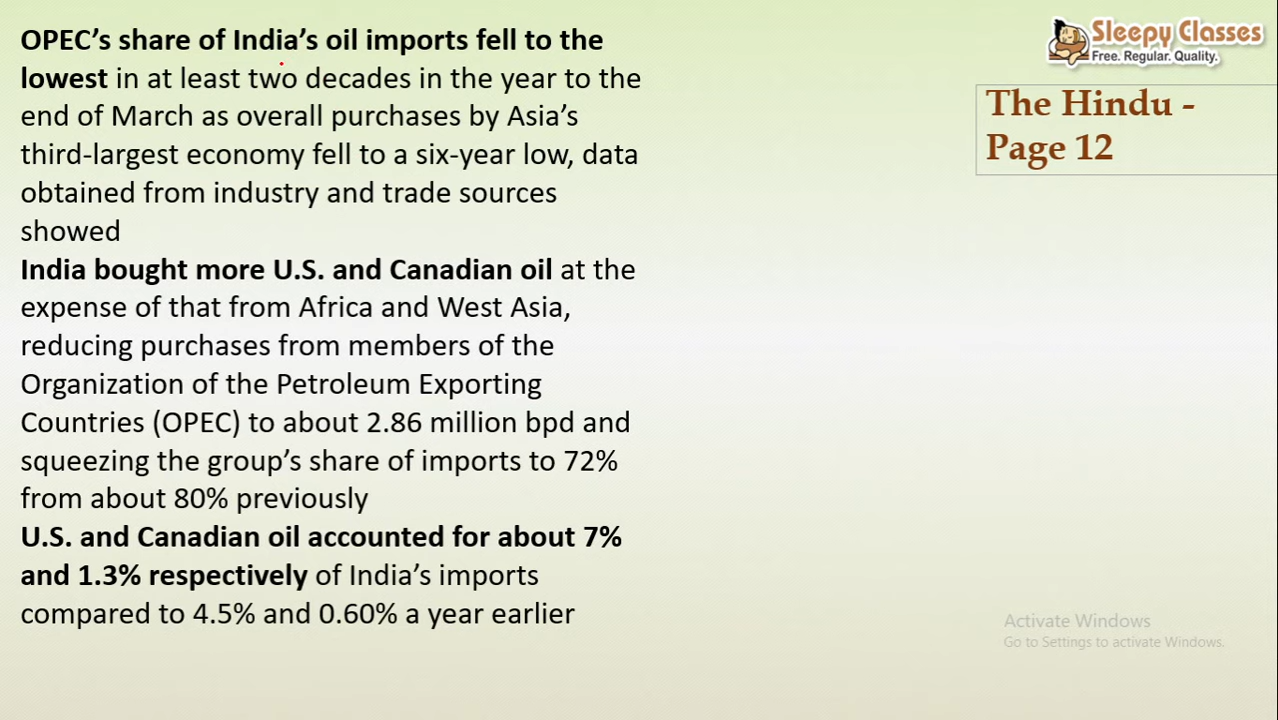 OPEC’s share of India’s oil imports fell to the
lowest in at least two decades in the year to the
end of March as overall purchases by Asia’s
third-largest economy fell to a six-year low, data
obtained from industry and trade sources
showed
India bought more U.S. and Canadian oil at the
expense of that from Africa and West Asia,
reducing purchases from members of the
Organization of the Petroleum Exporting
Countries (OPEC) to about 2.86 million bpd and
squeezing the group’s share of imports to 72%
from about 80% previously
U.S. and Canadian oil accounted for about 7%
and 1.3% respectively of India’s imports
compared to 4.5% and 0.60% a year earlier
Sleepy Classes
Free. Regular. Quality.
The Hindu -
Page 12
Activate Windows
Go to Settings to activate Windows.